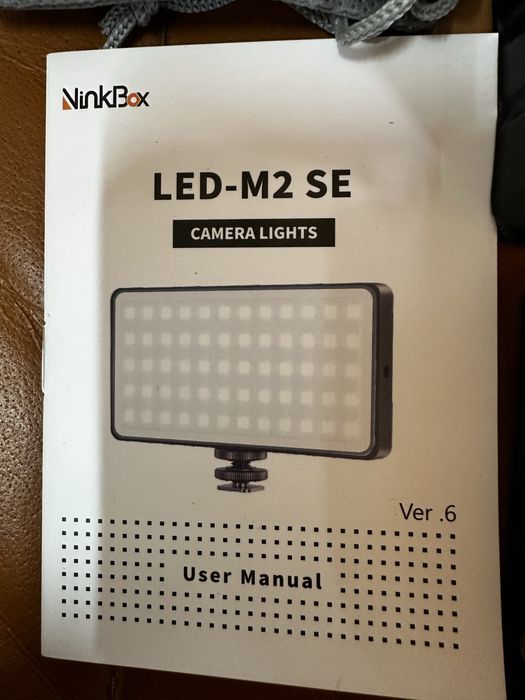 NinkBox
LED-M2 SE
CAMERA LIGHTS
Ver .6
User Manual